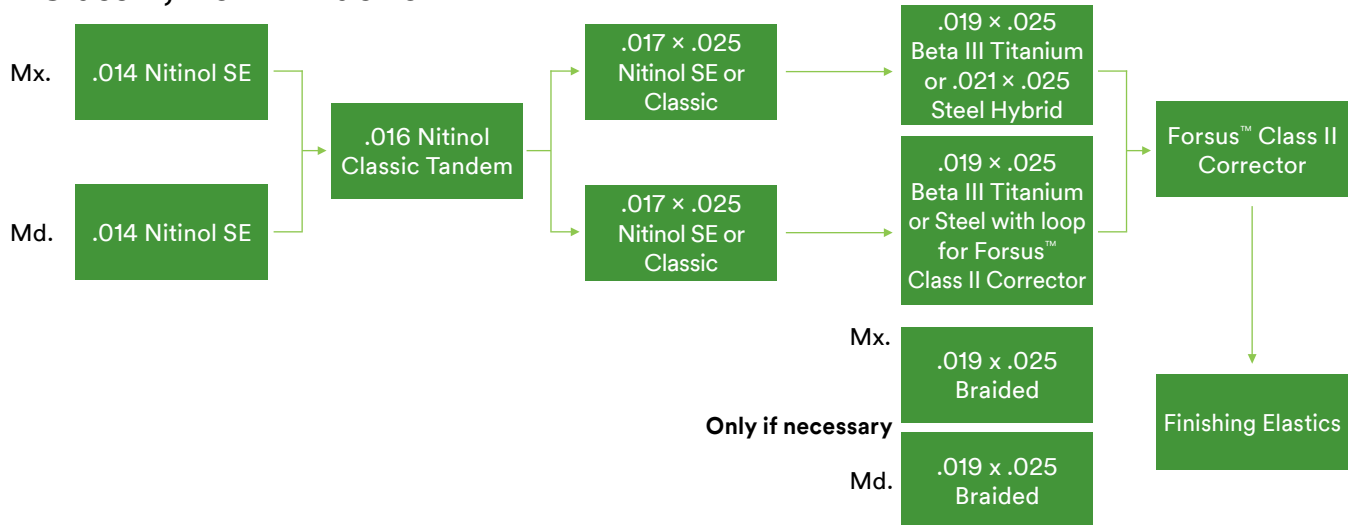 Mx.
.014 Nitinol SE
Md.
.014 Nitinol SE
.016 Nitinol
Classic Tandem
.017 × .025
Nitinol SE or
Classic
.017 × .025
Nitinol SE or
Classic
.019 × .025
Beta III Titanium
or .021 × .025
Steel Hybrid
.019 × .025
Beta III Titanium
or Steel with loop
for Forsus™
Class II Corrector
Forsus™ Class II
Corrector
Mx.
.019 x .025
Braided
Only if necessary
Md.
.019 x .025
Braided
Finishing Elastics